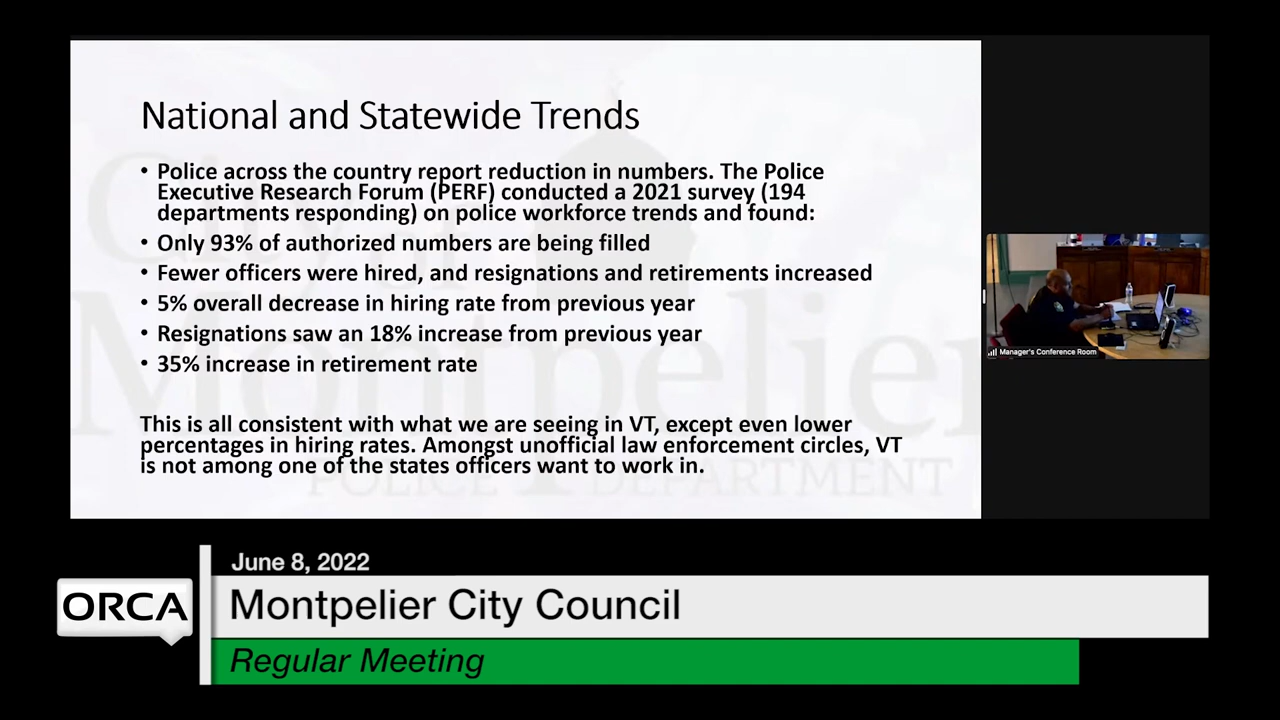 National and Statewide Trends
• Police across the country report reduction in numbers. The Police
Executive Research Forum (PERF) conducted a 2021 survey (194
departments responding) on police workforce trends and found:
• Only 93% of authorized numbers are being filled
• Fewer officers were hired, and resignations and retirements increased
• 5% overall decrease in hiring rate from previous year
• Resignations saw an 18% increase from previous year
• 35% increase in retirement rate
This is all consistent with what we are seeing in VT, except even lower
percentages in hiring rates. Amongst unofficial law enforcement circles, VT
is not among one of the states officers want to work in.
City of
Montpelier
POLICE DEPARTMENT
Manager's Conference Room
June 8, 2022
ORCA
Montpelier City Council
Regular Meeting